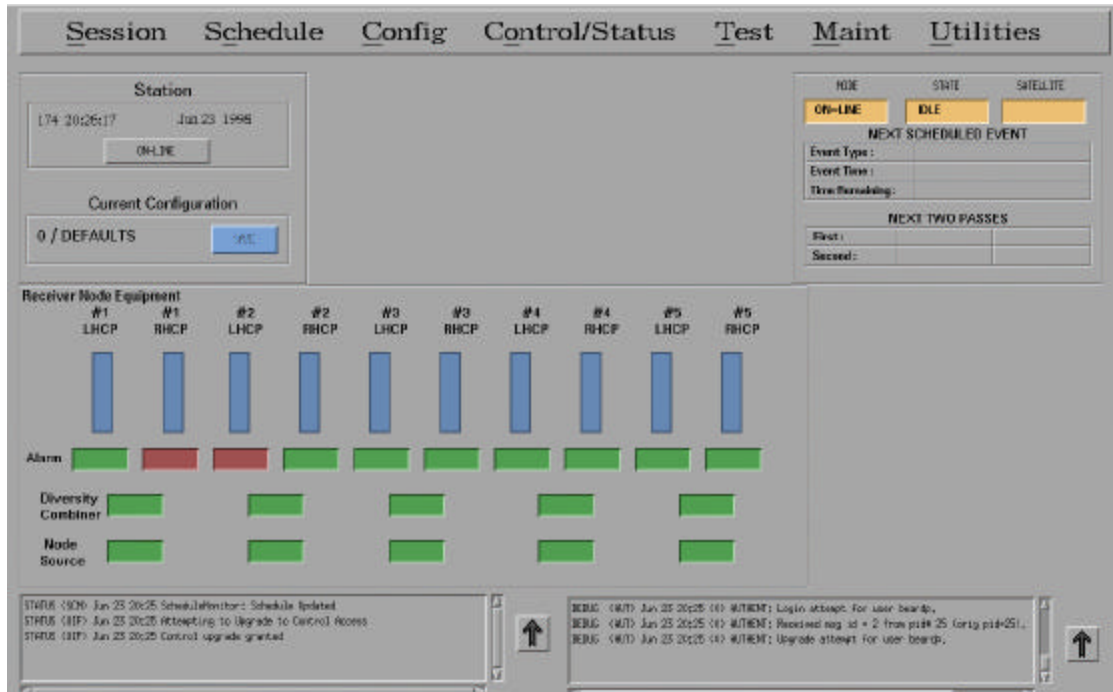 Session Schedule Config Control/Status Test Maint Utilities
Station
174 20:26:17 Jun 23 1998
ON-LINE
Current Configuration
0 / DEFAULTS
MODE STATE SATELLITE
ON-LINE IDLE
NEXT SCHEDULED EVENT
Event Type :
Event Time :
Time Remaining :
NEXT TWO PASSES
First :
Second :
Receiver Node Equipment
#1 #1 #2 #2 #3 #3 #4 #4 #5 #5
LHCP RHCP LHCP RHCP LHCP RHCP LHCP RHCP LHCP RHCP
Alarm
Diversity
Combiner
Node
Source
STATUS (SCM) Jun 23 20:25 ScheduleMonitor: Schedule Updated
STATUS (DIF) Jun 23 20:25 Attempting to Upgrade to Control Access
STATUS (DIF) Jun 23 20:25 Control upgrade granted
DEBUG (AUT) Jun 23 20:25 (4) AUTHENT: Login attempt for user beardp.
DEBUG (AUT) Jun 23 20:25 (4) AUTHENT: Received msg id = 2 from pid# 25 (orig pid=25).
DEBUG (AUT) Jun 23 20:25 (4) AUTHENT: Upgrade attempt for user beardp.